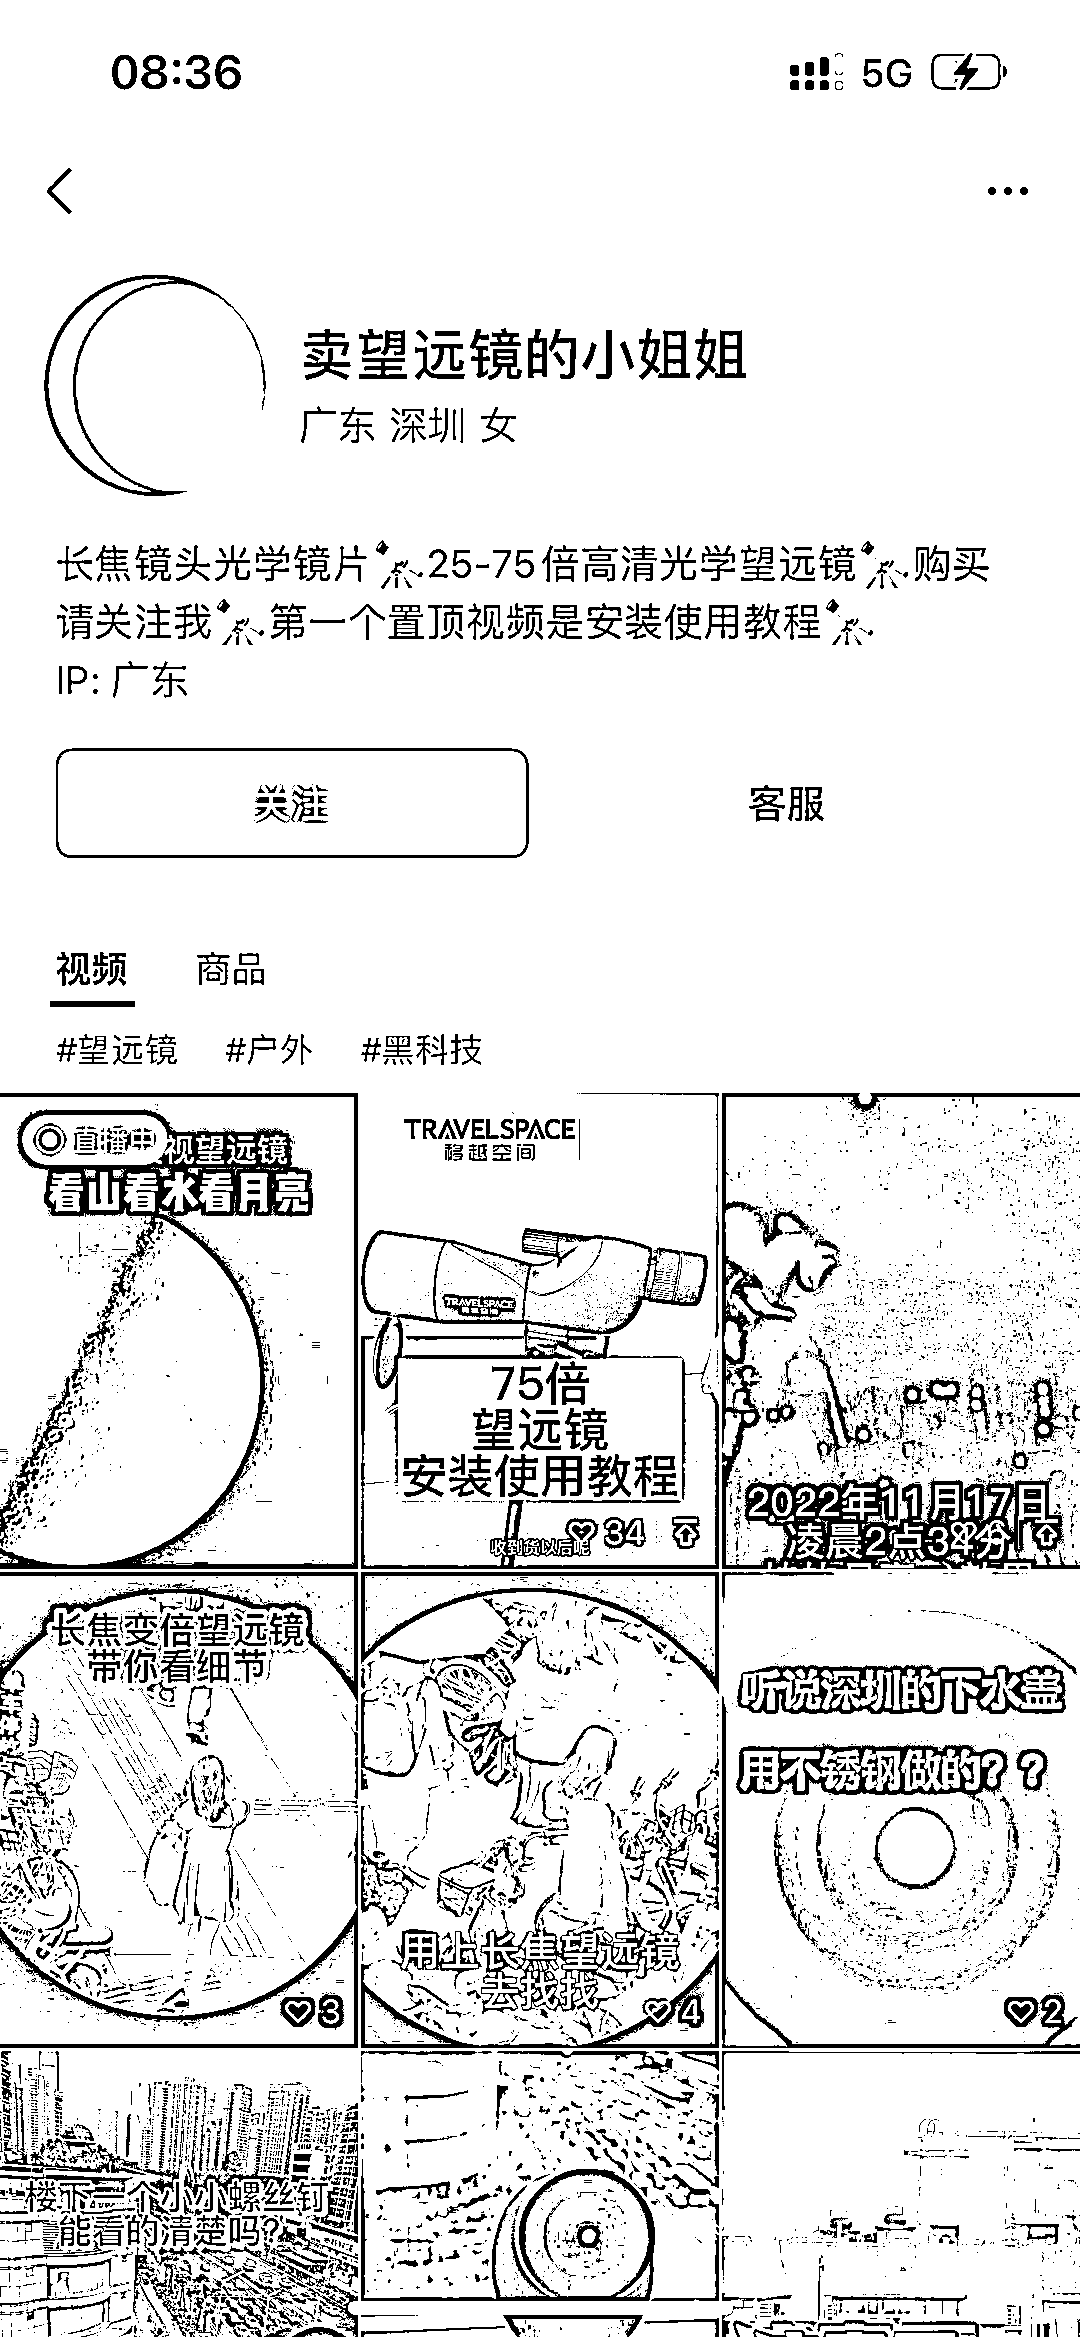 08:36
5G
卖望远镜的小姐姐
广东 深圳 女
长焦镜头光学镜片🔭25-75倍高清光学望远镜🔭购买
请关注我🔭第一个置顶视频是安装使用教程🔭
IP: 广东
关注
客服
视频 商品
#望远镜 #户外 #黑科技
直播中
视望远镜
看山看水看月亮
TRAVELSPACE
移越空间
TRAVELSPACE
75倍
望远镜
安装使用教程
收到货以后呢
34
2022年11月17日
凌晨2点34分
长焦变倍望远镜
带你看细节
3
用上长焦望远镜
去找找
4
听说深圳的下水盖
用不锈钢做的？？
2
楼下一个小小螺丝钉
能看的清楚吗？